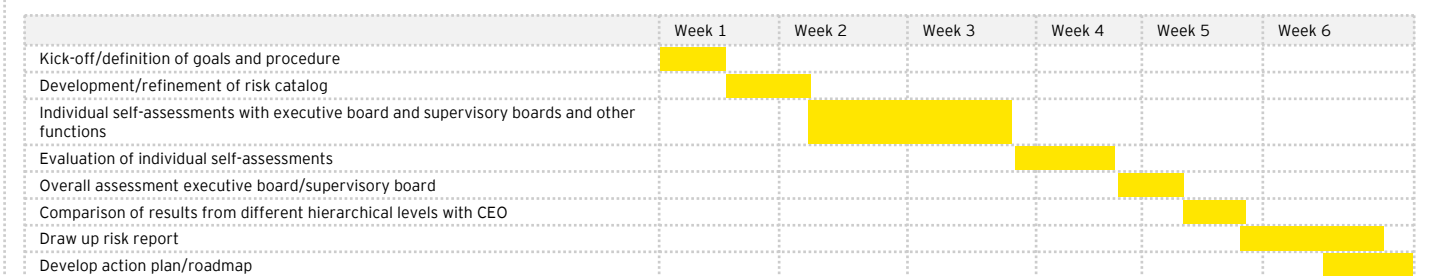 Week 1 Week 2 Week 3 Week 4 Week 5 Week 6
Kick-off/definition of goals and procedure
Development/refinement of risk catalog
Individual self-assessments with executive board and supervisory boards and other
functions
Evaluation of individual self-assessments
Overall assessment executive board/supervisory board
Comparison of results from different hierarchical levels with CEO
Draw up risk report
Develop action plan/roadmap